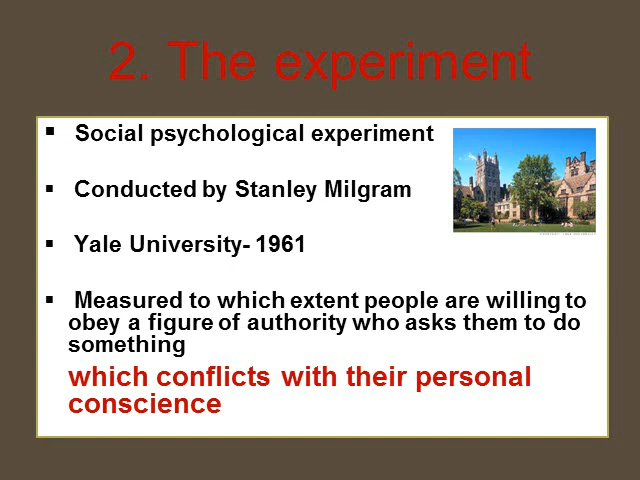 2. The experiment
▪ Social psychological experiment
▪ Conducted by Stanley Milgram
▪ Yale University- 1961
▪ Measured to which extent people are willing to
obey a figure of authority who asks them to do
something
which conflicts with their personal
conscience